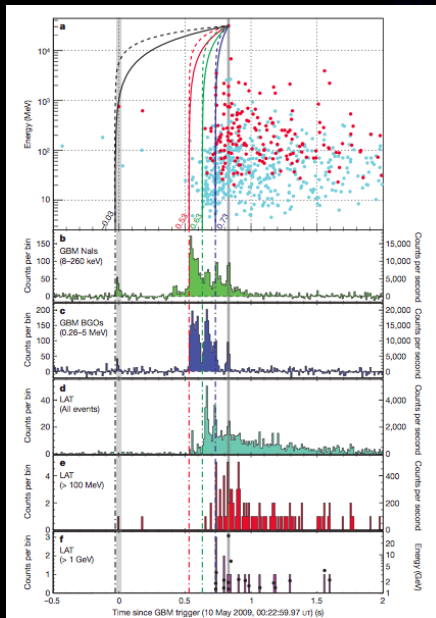 a
Energy (MeV)
10⁴
10³
10²
10
−0.03
0.53
0.63
0.73
b
GBM NaIs
(8–260 keV)
Counts per bin
150
100
50
0
Counts per second
15,000
10,000
5,000
0
c
GBM BGOs
(0.26–5 MeV)
Counts per bin
200
150
100
50
0
Counts per second
20,000
15,000
10,000
5,000
0
d
LAT
(All events)
Counts per bin
40
20
0
Counts per second
4,000
2,000
0
e
LAT
(> 100 MeV)
Counts per bin
4
2
0
Counts per second
400
200
0
f
LAT
(> 1 GeV)
Counts per bin
3
2
1
0
Energy (GeV)
20
10
5
2
1
−0.5 0 0.5 1 1.5 2
Time since GBM trigger (10 May 2009, 00:22:59.97 UT) (s)